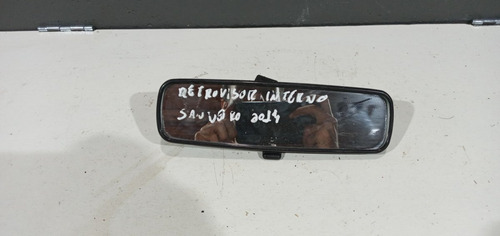 RETROVISOR INTERNO
SANDERO 2014